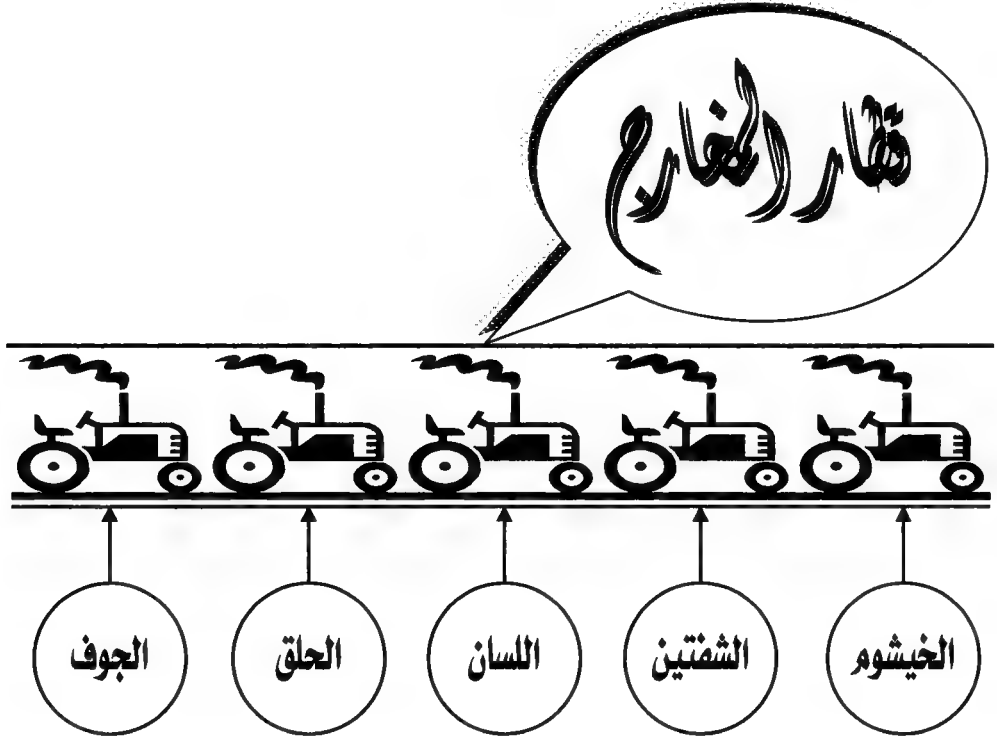 قطار المخارج
الخيشوم
الشفتين
اللسان
الحلق
الجوف